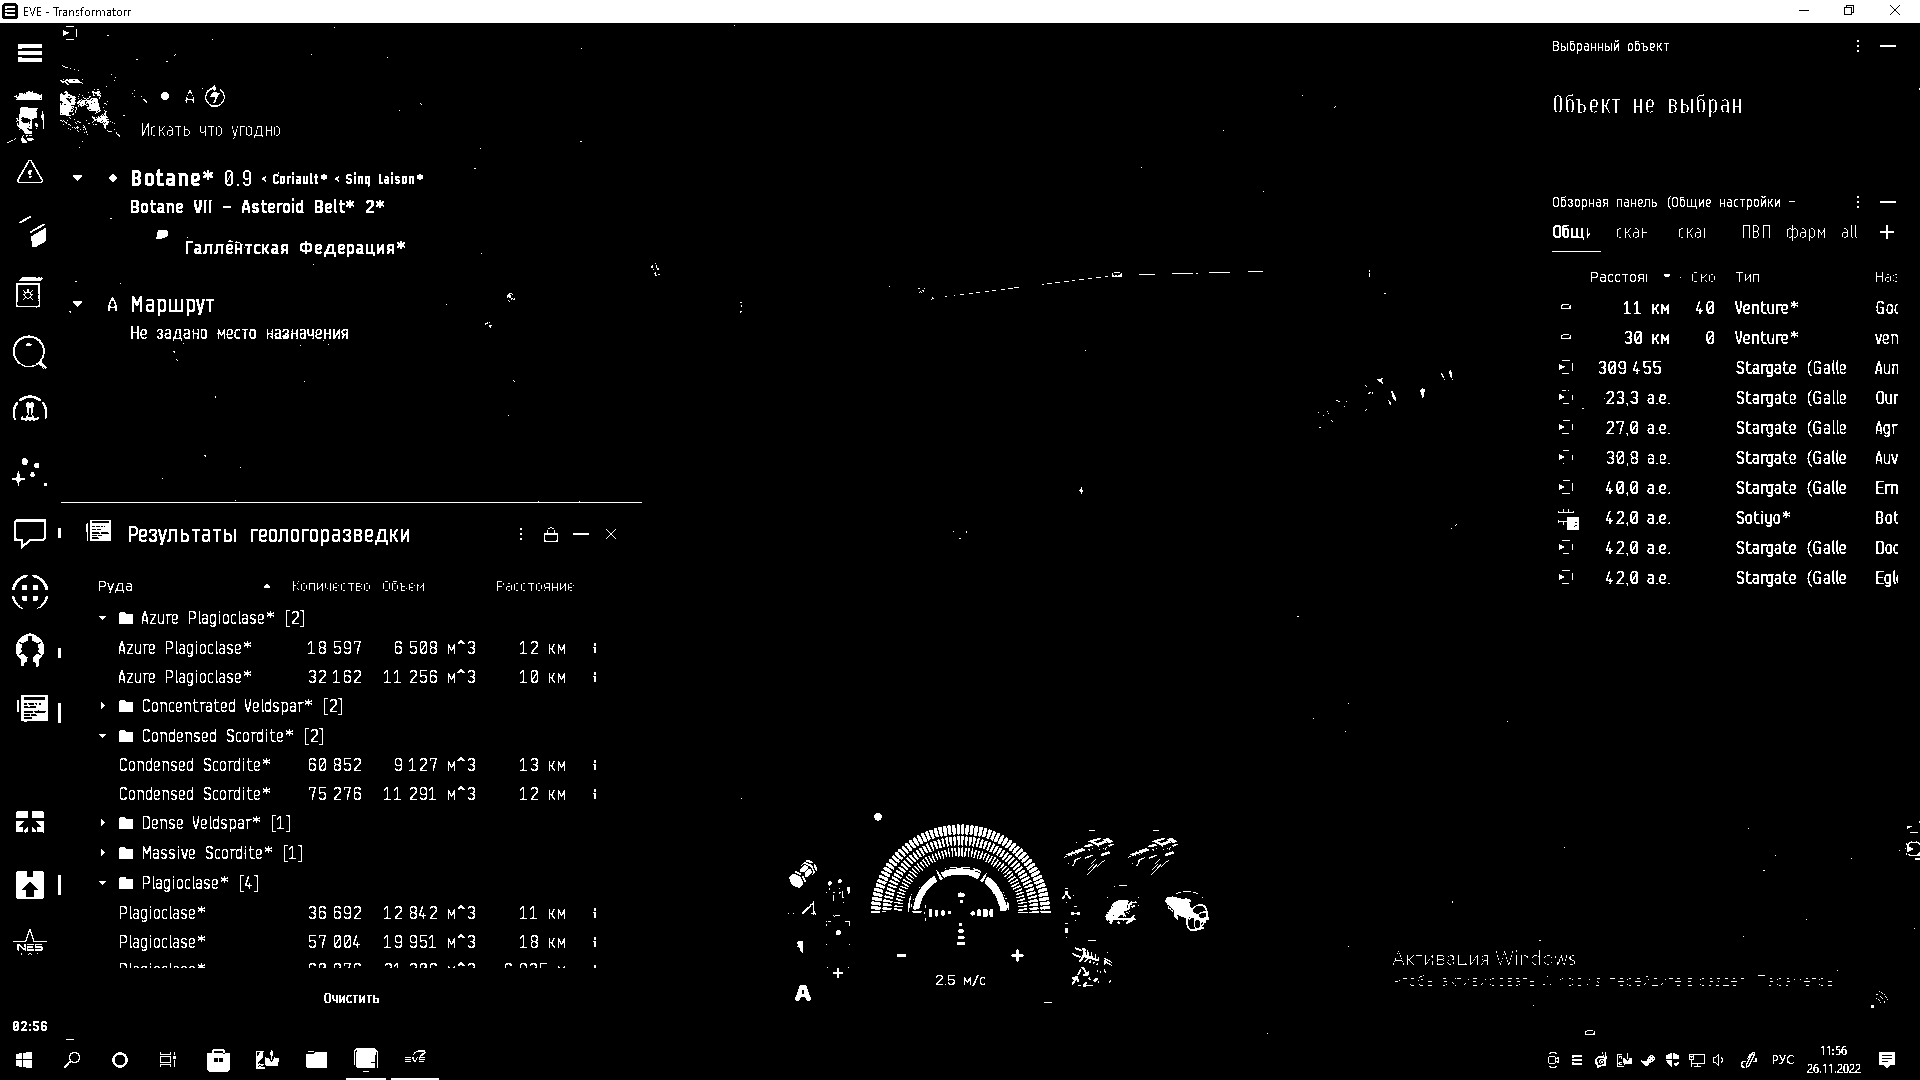 EVE - Transformatorr
Искать что угодно
Botane* 0.9 < Coriault* < Sinq Laison*
Botane VII - Asteroid Belt* 2*
Галлентская Федерация*
Маршрут
Не задано место назначения
Результаты геологоразведки
Руда Количество Объем Расстояние
Azure Plagioclase* [2]
Azure Plagioclase* 18 597 6 508 м^3 12 км
Azure Plagioclase* 32 162 11 256 м^3 10 км
Concentrated Veldspar* [2]
Condensed Scordite* [2]
Condensed Scordite* 60 852 9 127 м^3 13 км
Condensed Scordite* 75 276 11 291 м^3 12 км
Dense Veldspar* [1]
Massive Scordite* [1]
Plagioclase* [4]
Plagioclase* 36 692 12 842 м^3 11 км
Plagioclase* 57 004 19 951 м^3 18 км
Очистить
NES
02:56
2.5 м/с
Выбранный объект
Объект не выбран
Обзорная панель (Общие настройки -
Общи скан ска ПВП фарм all +
Расстоя Ско Тип Наз
11 км 40 Venture* Goo
30 км 0 Venture* ven
309 455 Stargate (Galle Aun
23,3 а.е. Stargate (Galle Our
27,0 а.е. Stargate (Galle Agr
30,8 а.е. Stargate (Galle Auv
40,0 а.е. Stargate (Galle Ern
42,0 а.е. Sotiyo* Bot
42,0 а.е. Stargate (Galle Doc
42,0 а.е. Stargate (Galle Egl
Активация Windows
Чтобы активировать Windows, перейдите в раздел "Параметры".
EVE
РУС
11:56
26.11.2022